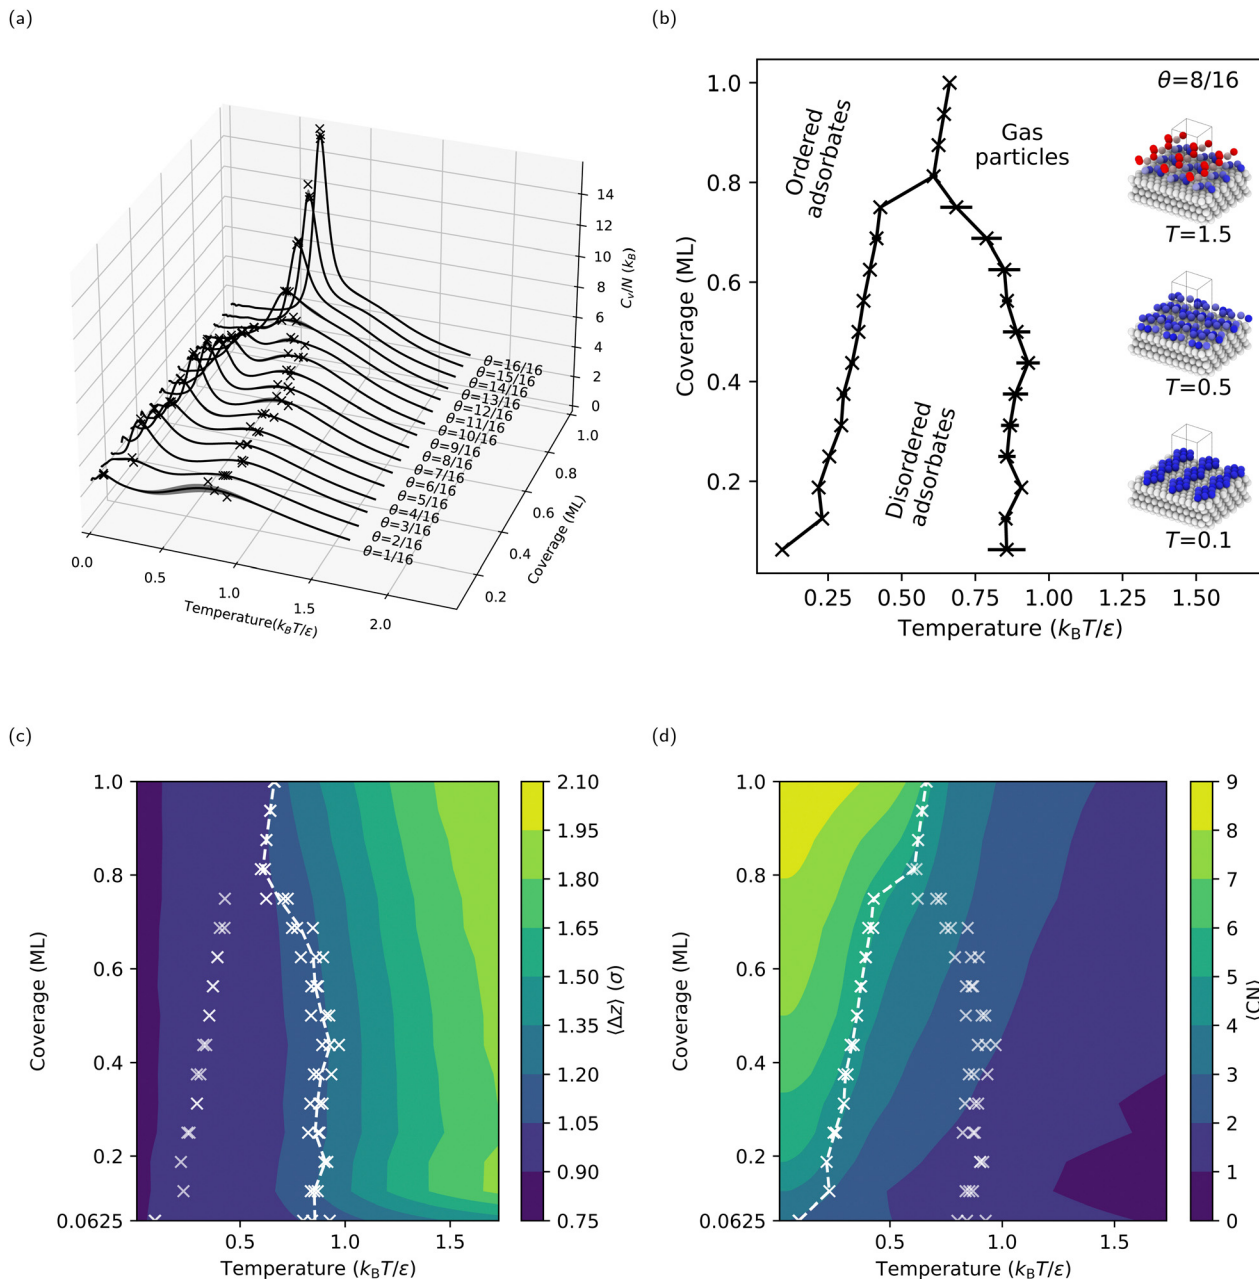 (a)
14
12
10
8
6
4
2
0
C_v/N (k_B)
θ=16/16
θ=15/16
θ=14/16
θ=13/16
θ=12/16
θ=11/16
θ=10/16
θ=9/16
θ=8/16
θ=7/16
θ=6/16
θ=5/16
θ=4/16
θ=3/16
θ=2/16
θ=1/16
1.0
0.8
0.6
0.4
0.2
Coverage (ML)
0.0
0.5
1.0
1.5
2.0
Temperature(k_BT/ε)
(b)
1.0
0.8
0.6
0.4
0.2
Coverage (ML)
Ordered
adsorbates
Gas
particles
Disordered
adsorbates
θ=8/16
T=1.5
T=0.5
T=0.1
0.25 0.50 0.75 1.00 1.25 1.50
Temperature (k_BT/ε)
(c)
1.0
0.8
0.6
0.4
0.2
0.0625
Coverage (ML)
0.5 1.0 1.5
Temperature (k_BT/ε)
2.10
1.95
1.80
1.65
1.50
1.35
1.20
1.05
0.90
0.75
⟨Δz⟩ (σ)
(d)
1.0
0.8
0.6
0.4
0.2
0.0625
Coverage (ML)
0.5 1.0 1.5
Temperature (k_BT/ε)
9
8
7
6
5
4
3
2
1
0
⟨CN⟩